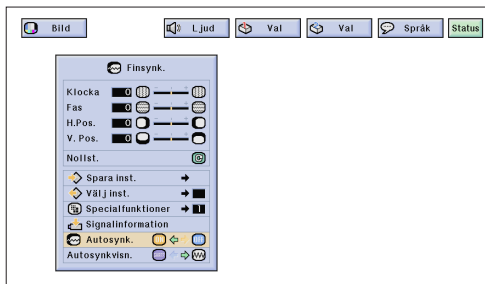 Bild Ljud Val Val Språk Status
Finsynk.
Klocka 0
Fas 0
H.Pos. 0
V. Pos. 0
Nollst.
Spara inst.
Välj inst.
Specialfunktioner 1
Signalinformation
Autosynk.
Autosynkvisn.